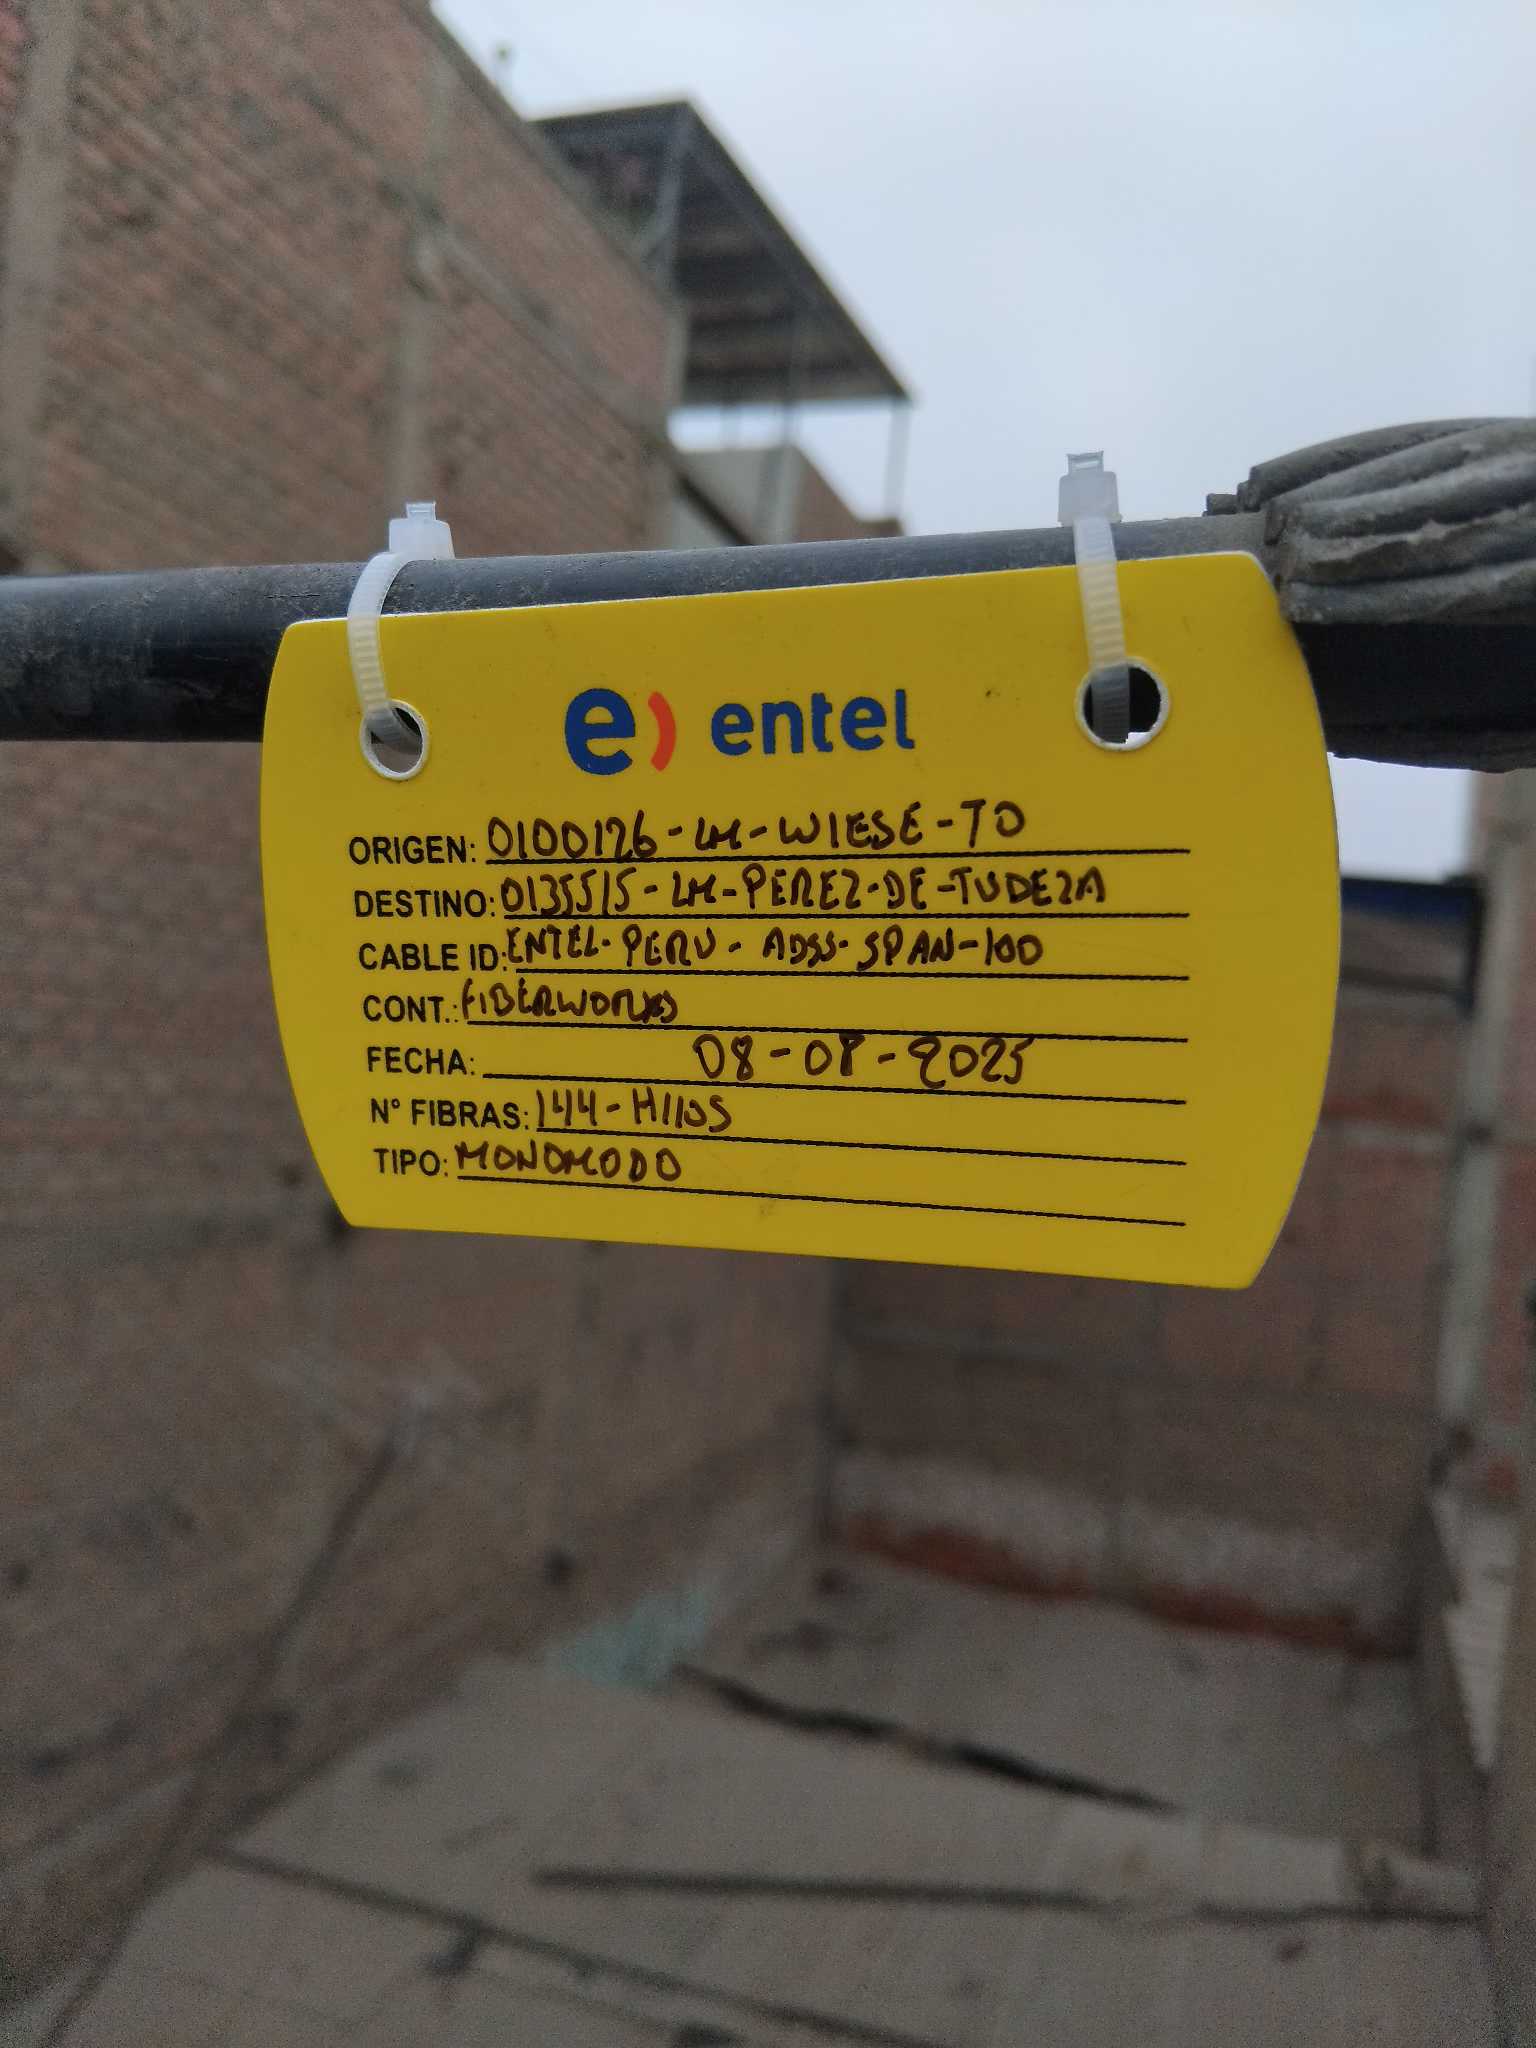 e) entel
ORIGEN: 0100126-LM-WIESE-TO
DESTINO: 0135515-LM-PEREZ-DE-TUDEZA
CABLE ID: ENTEL-PERU-ADSS-SPAN-100
CONT.: FIBERWORKS
FECHA: 08-08-2025
N° FIBRAS: 144-HILOS
TIPO: MONOMODO